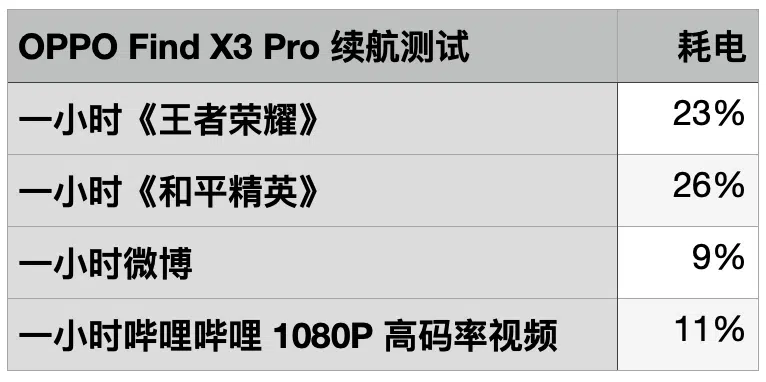 OPPO Find X3 Pro 续航测试 耗电
一小时《王者荣耀》 23%
一小时《和平精英》 26%
一小时微博 9%
一小时哔哩哔哩 1080P 高码率视频 11%